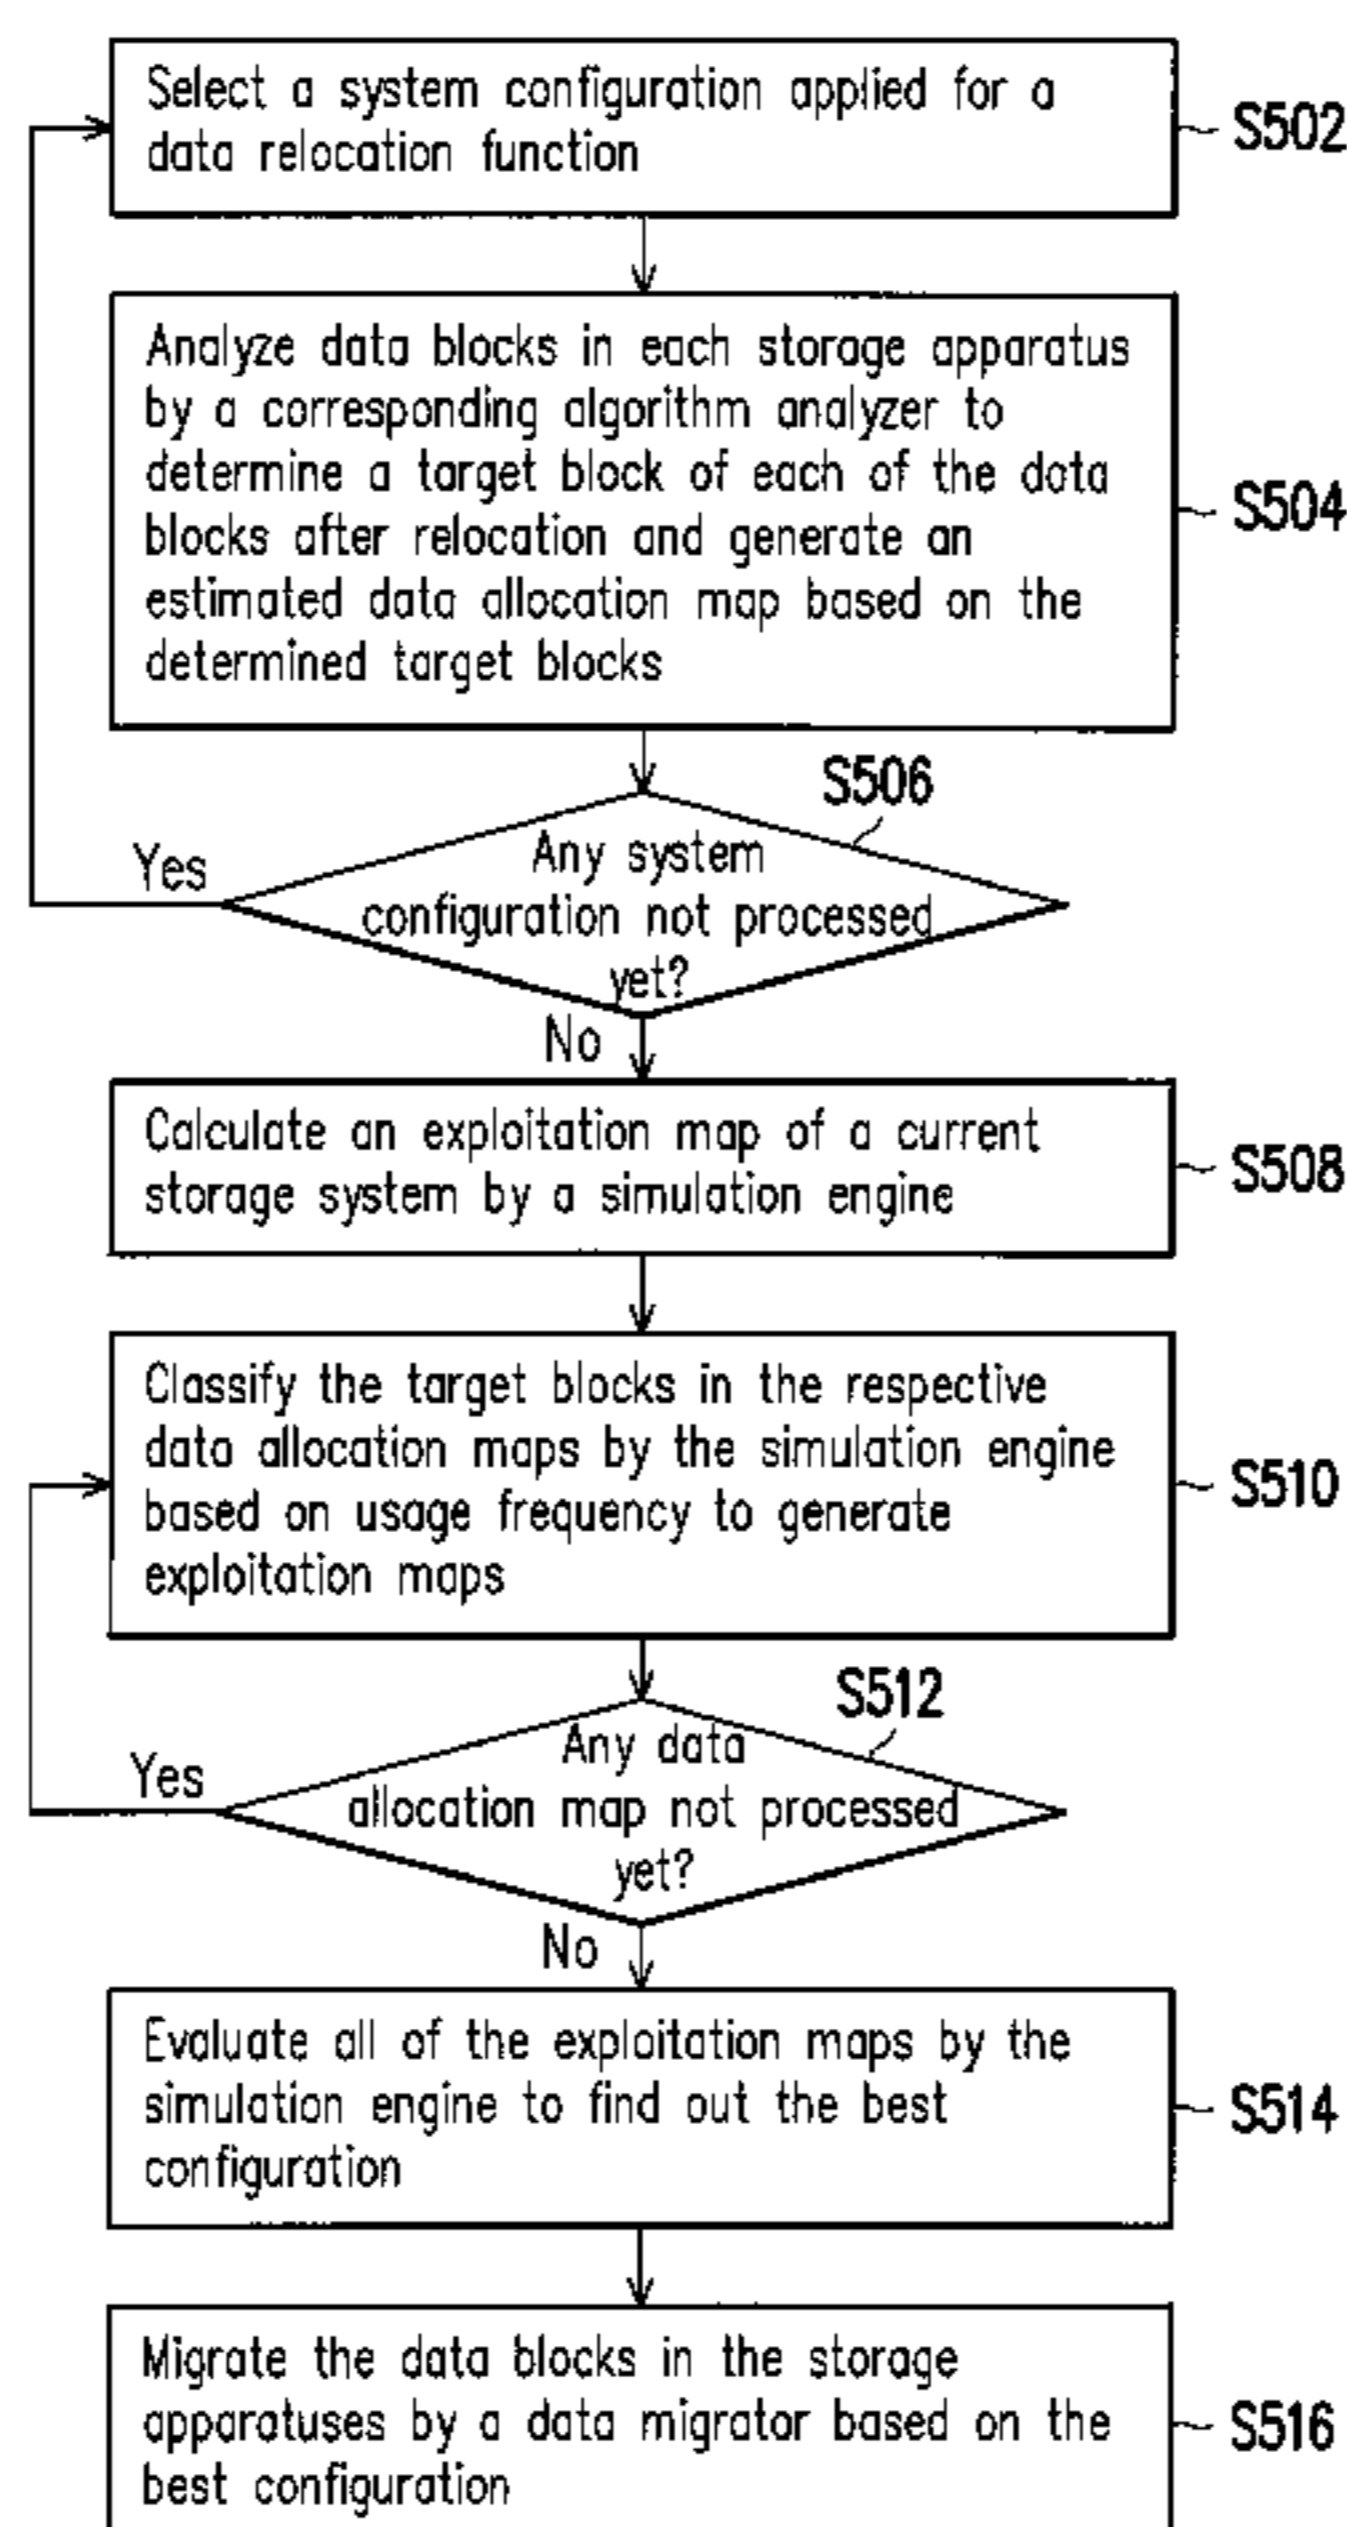 Select a system configuration applied for a
data relocation function
S502
Analyze data blocks in each storage apparatus
by a corresponding algorithm analyzer to
determine a target block of each of the data
blocks after relocation and generate an
estimated data allocation map based on the
determined target blocks
S504
S506
Any system
configuration not processed
yet?
Yes
No
Calculate an exploitation map of a current
storage system by a simulation engine
S508
Classify the target blocks in the respective
data allocation maps by the simulation engine
based on usage frequency to generate
exploitation maps
S510
S512
Any data
allocation map not processed
yet?
Yes
No
Evaluate all of the exploitation maps by the
simulation engine to find out the best
configuration
S514
Migrate the data blocks in the storage
apparatuses by a data migrator based on the
best configuration
S516